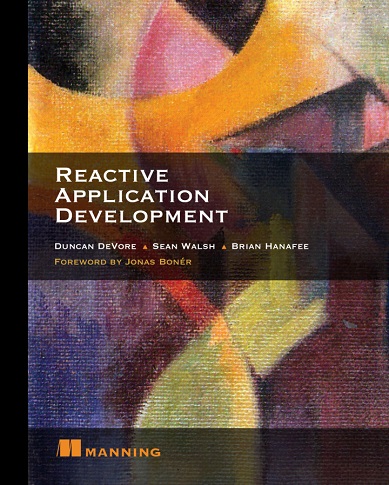 Reactive
Application
Development
Duncan DeVore ▲ Sean Walsh ▲ Brian Hanafee
Foreword by Jonas Bonér
MANNING